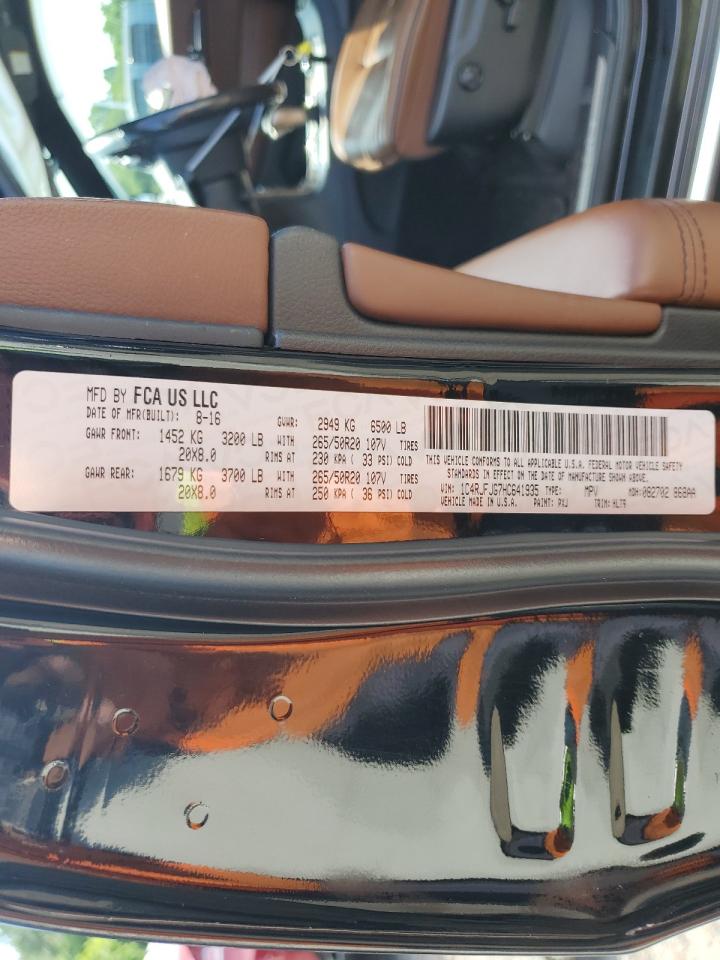 MFD BY FCA US LLC
DATE OF MFR(BUILT): 8-16 GVWR: 2949 KG 6500 LB
GAWR FRONT: 1452 KG 3200 LB WITH 265/50R20 107V TIRES
20X8.0 RIMS AT 230 KPA ( 33 PSI) COLD
GAWR REAR: 1679 KG 3700 LB WITH 265/50R20 107V TIRES
20X8.0 RIMS AT 250 KPA ( 36 PSI) COLD
THIS VEHICLE CONFORMS TO ALL APPLICABLE U.S.A. FEDERAL MOTOR VEHICLE SAFETY
STANDARDS IN EFFECT ON THE DATE OF MANUFACTURE SHOWN ABOVE.
VIN: 1C4RJFJG7HC641935 TYPE: MPV MDH: 082702 868AA
VEHICLE MADE IN U.S.A. PAINT: PXJ TRIM: HLT9